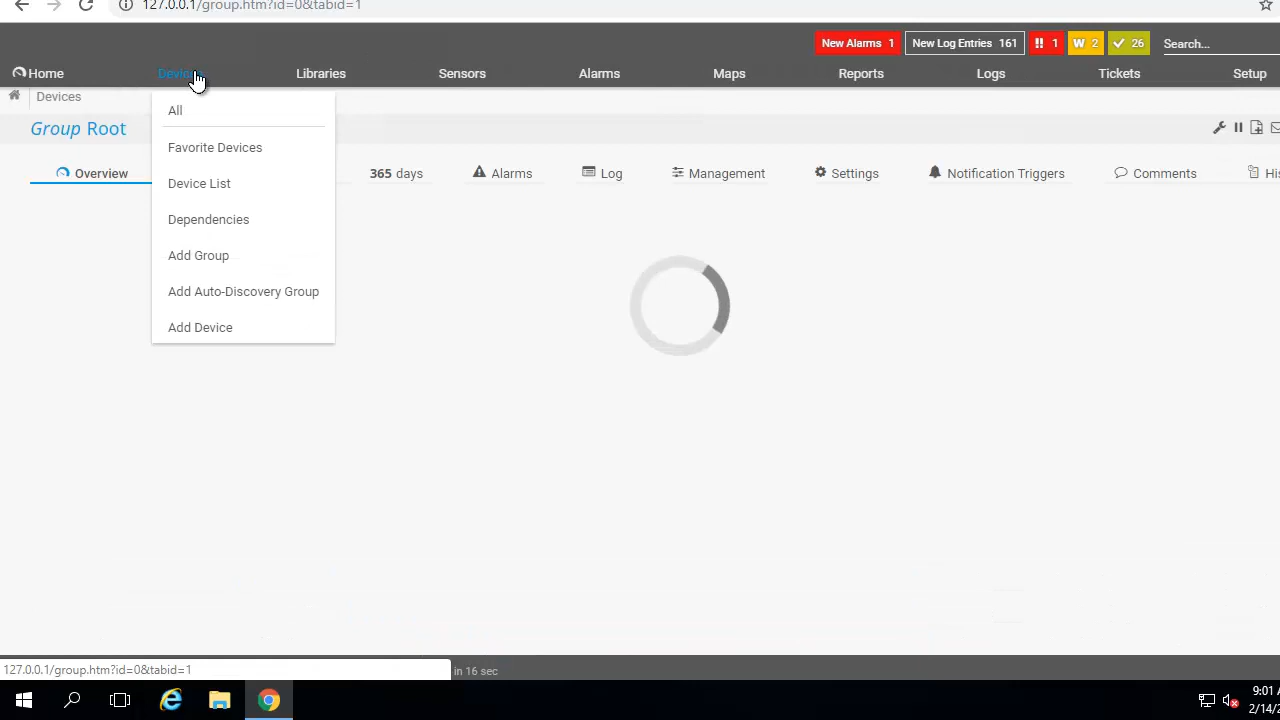 127.0.0.1/group.htm?id=0&tabid=1
New Alarms 1
New Log Entries 161
!! 1
W 2
26
Search...
Home
Devices
Libraries
Sensors
Alarms
Maps
Reports
Logs
Tickets
Setup
Devices
Group Root
All
Favorite Devices
Device List
Dependencies
Add Group
Add Auto-Discovery Group
Add Device
Overview
365 days
Alarms
Log
Management
Settings
Notification Triggers
Comments
127.0.0.1/group.htm?id=0&tabid=1
in 16 sec
9:01
2/14/2